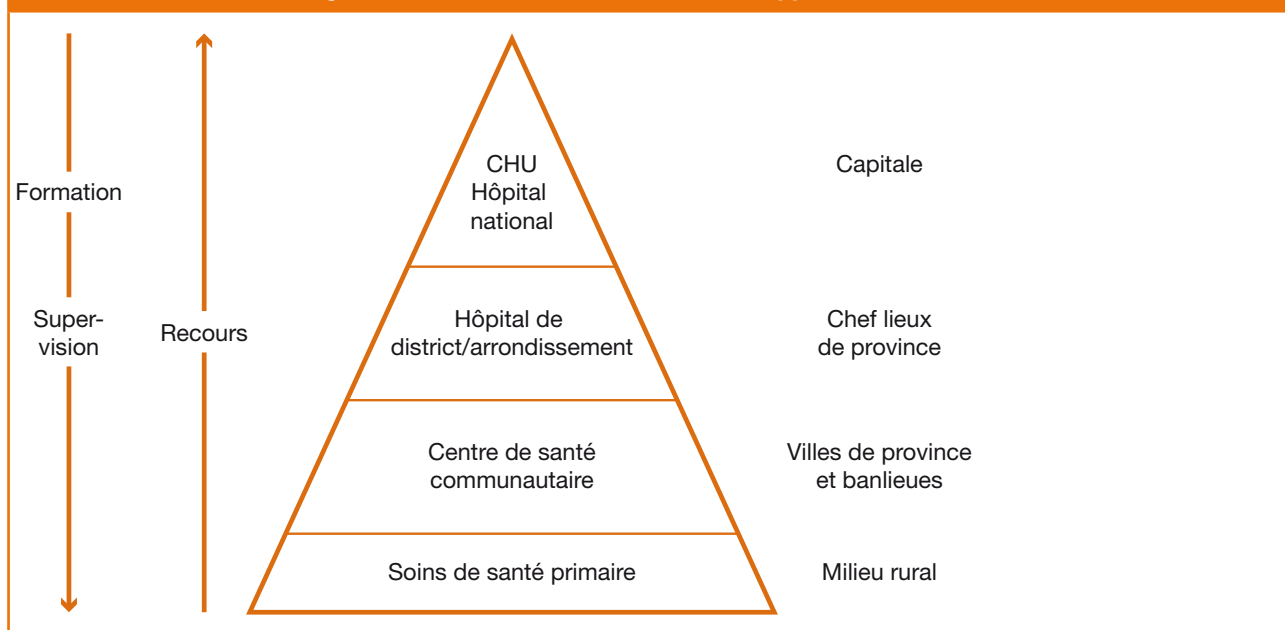 Formation
Super-
vision
Recours
CHU
Hôpital
national
Capitale
Hôpital de
district/arrondissement
Chef lieux
de province
Centre de santé
communautaire
Villes de province
et banlieues
Soins de santé primaire
Milieu rural